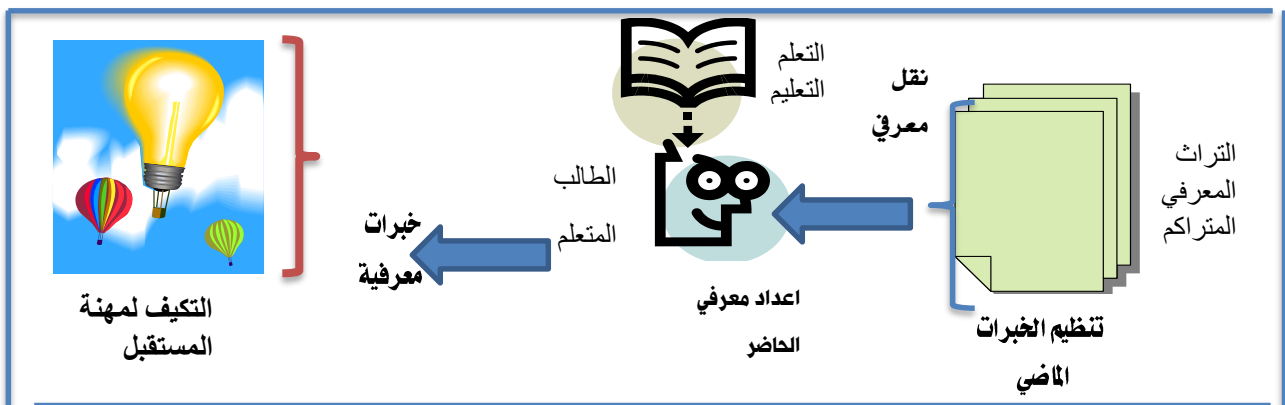 التراث
المعرفي
المتراكم
تنظيم الخبرات
الماضي
نقل
معرفي
التعلم
التعليم
اعداد معرفي
الحاضر
الطالب
المتعلم
خبرات
معرفية
التكيف لمهنة
المستقبل